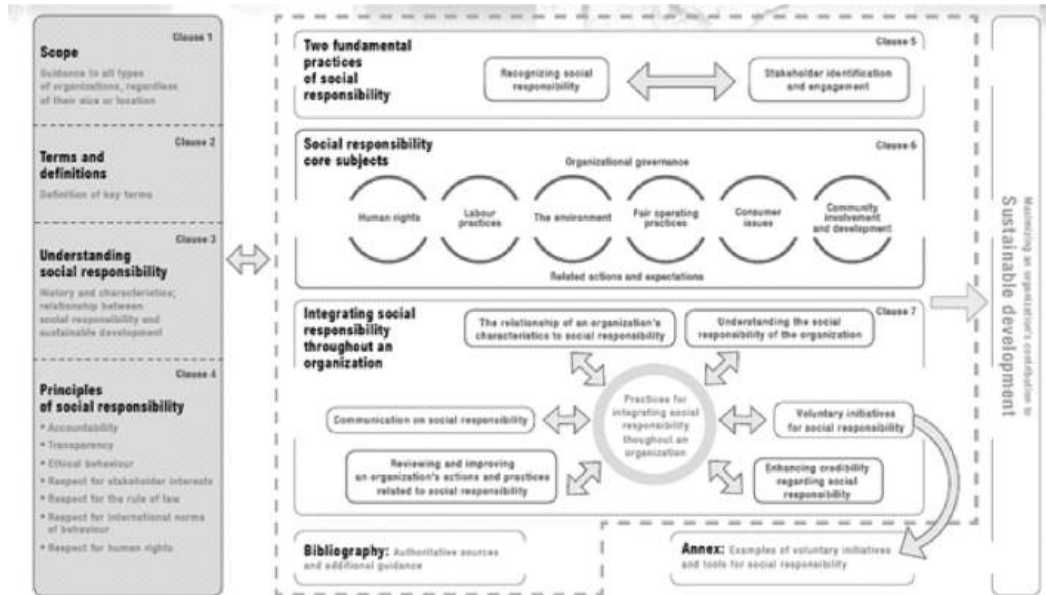 Clause 1
Scope
Guidance to all types
of organizations, regardless
of their size or location
Clause 2
Terms and
definitions
Definition of key terms
Clause 3
Understanding
social responsibility
History and characteristics;
relationship between
social responsibility and
sustainable development
Clause 4
Principles
of social responsibility
• Accountability
• Transparency
• Ethical behaviour
• Respect for stakeholder interests
• Respect for the rule of law
• Respect for international norms
of behaviour
• Respect for human rights
Two fundamental
practices
of social
responsibility
Clause 5
Recognizing social
responsibility
Stakeholder identification
and engagement
Social responsibility
core subjects
Clause 6
Organizational governance
Human rights
Labour
practices
The environment
Fair operating
practices
Consumer
issues
Community
involvement
and development
Related actions and expectations
Integrating social
responsibility
throughout an
organization
Clause 7
The relationship of an organization's
characteristics to social responsibility
Understanding the social
responsibility of the organization
Practices for
integrating social
responsibility
thoughout an
organization
Communication on social responsibility
Voluntary initiatives
for social responsibility
Reviewing and improving
an organization's actions and practices
related to social responsibility
Enhancing credibility
regarding social
responsibility
Bibliography: Authoritative sources
and additional guidance
Annex: Examples of voluntary initiatives
and tools for social responsibility
Maximizing an organization's contribution to
Sustainable development